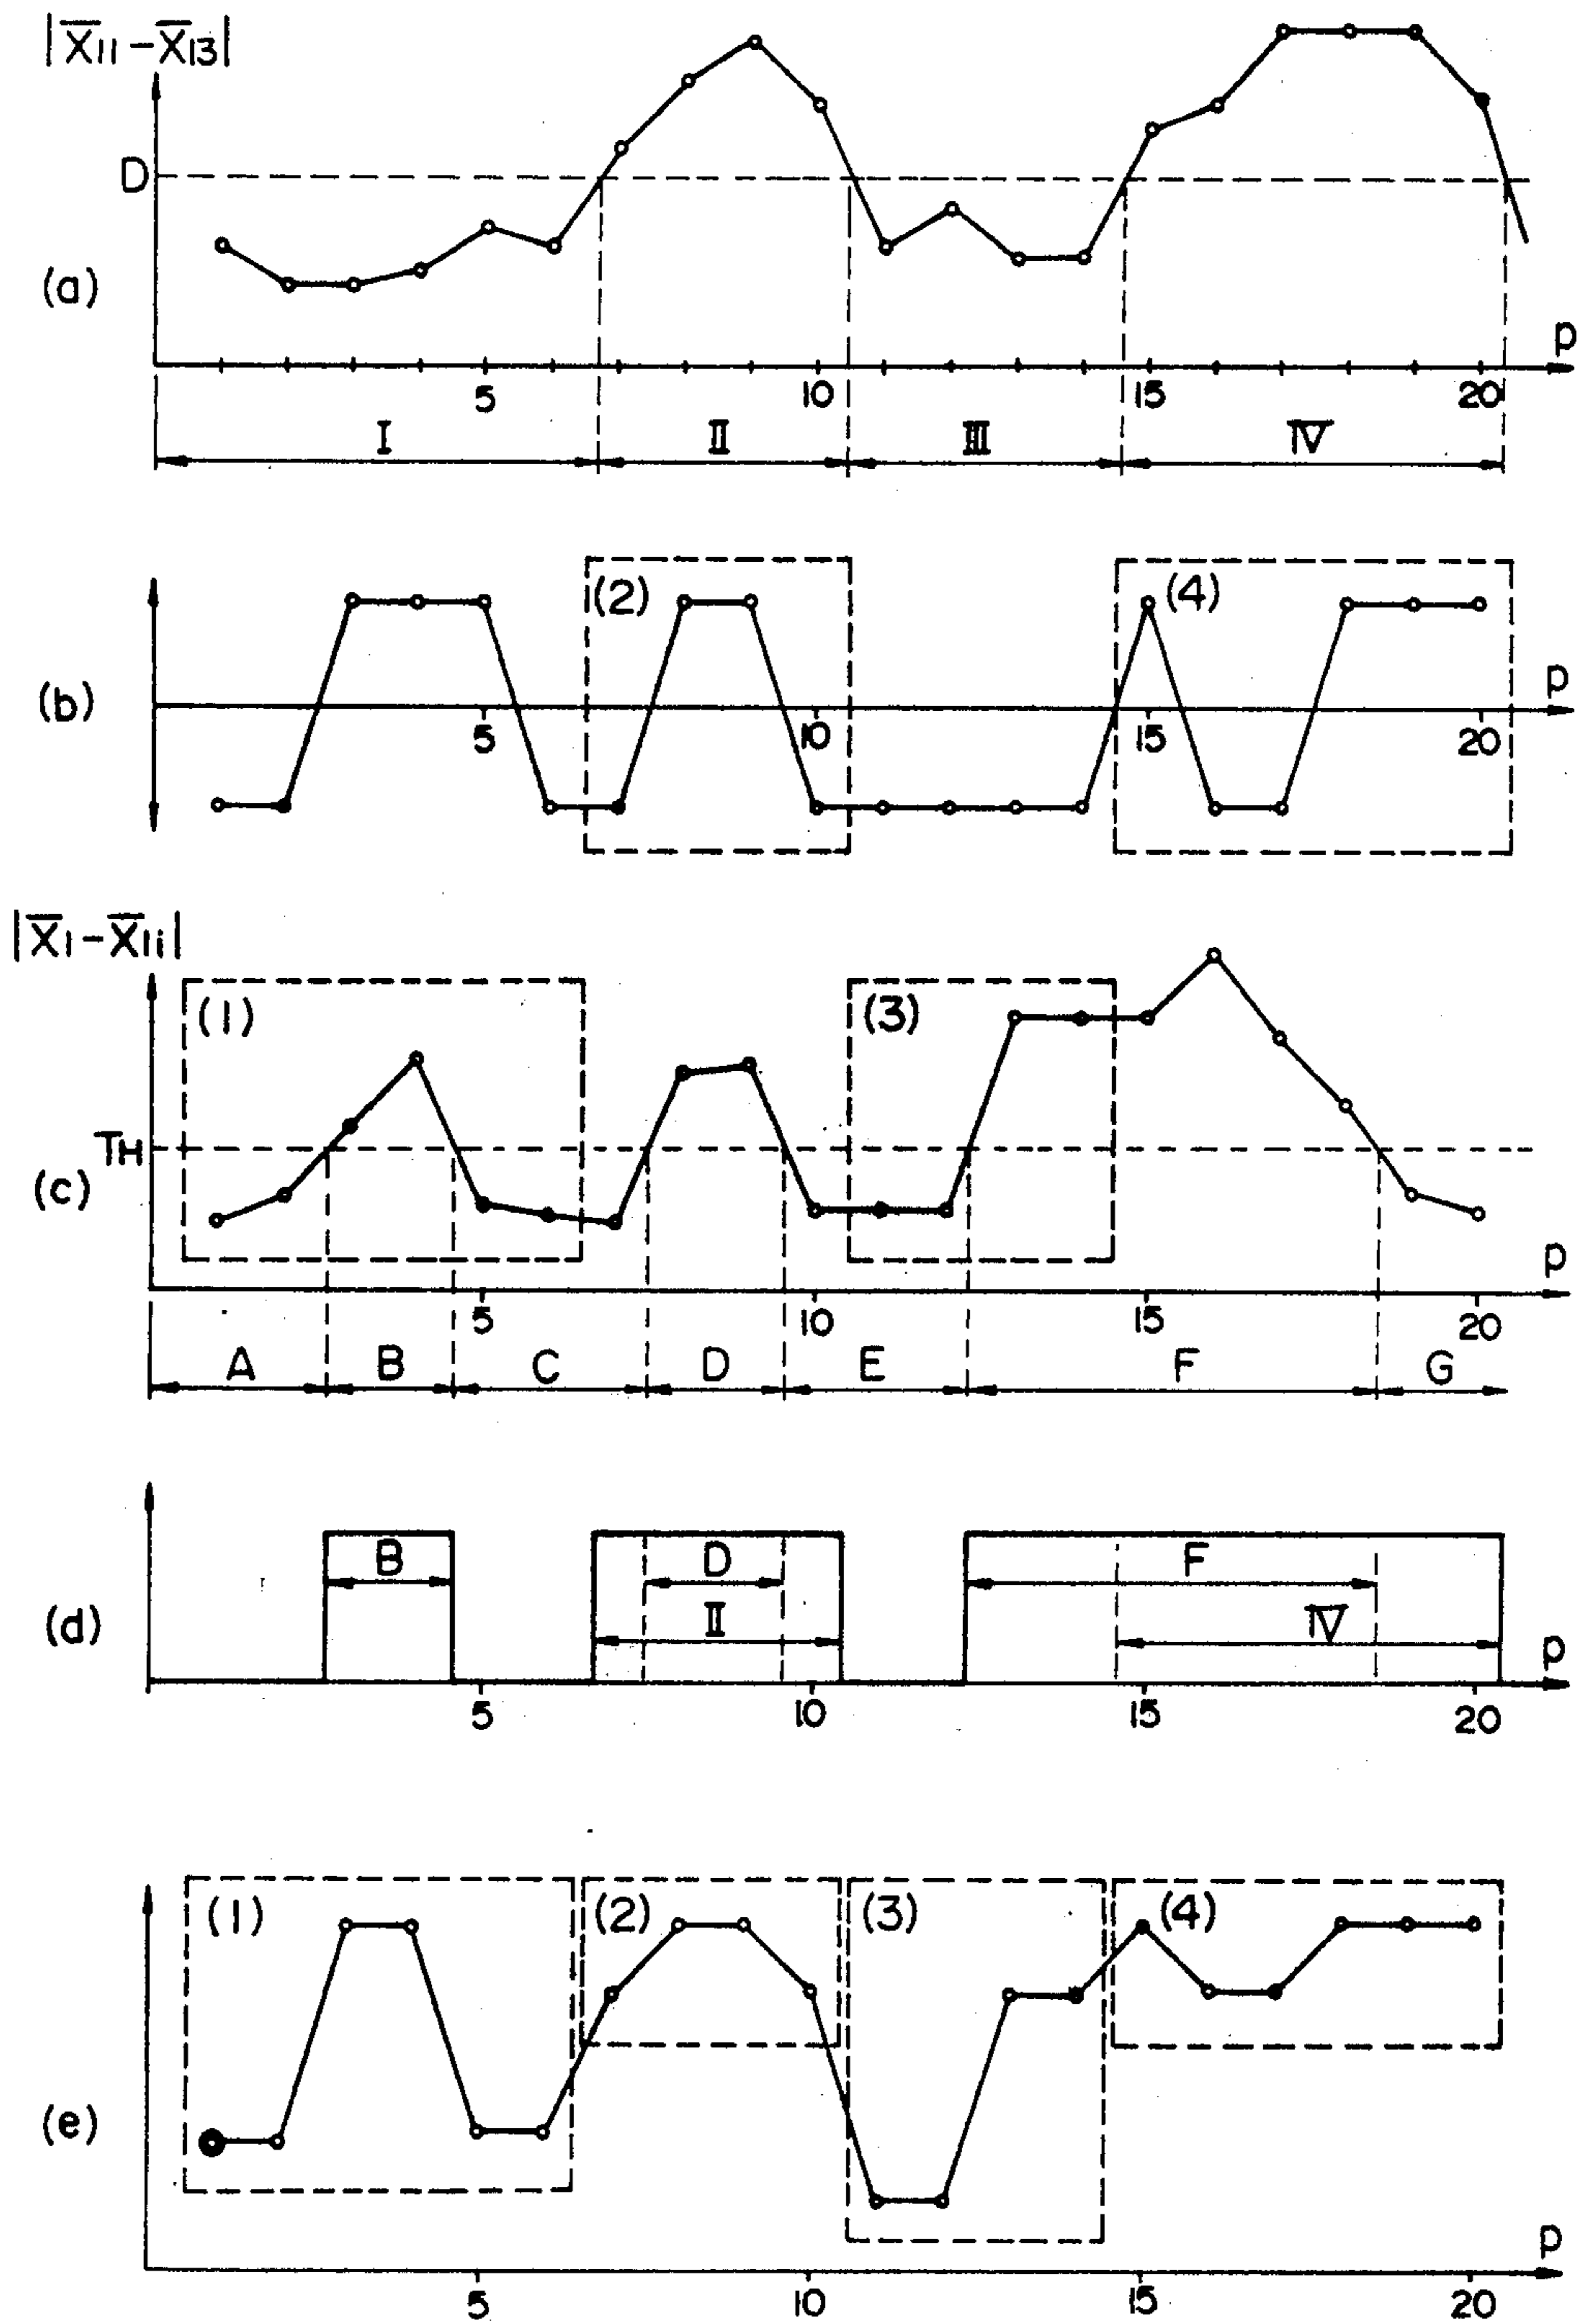 |X̅11-X̅13|
D
(a)
p
5 10 15 20
I II III IV
(2) (4)
(b)
p
5 10 15 20
|X̅1-X̅1i|
(1) (3)
TH
(c)
p
5 10 15 20
A B C D E F G
B D F
II IV
(d)
p
5 10 15 20
(1) (2) (3) (4)
(e)
p
5 10 15 20